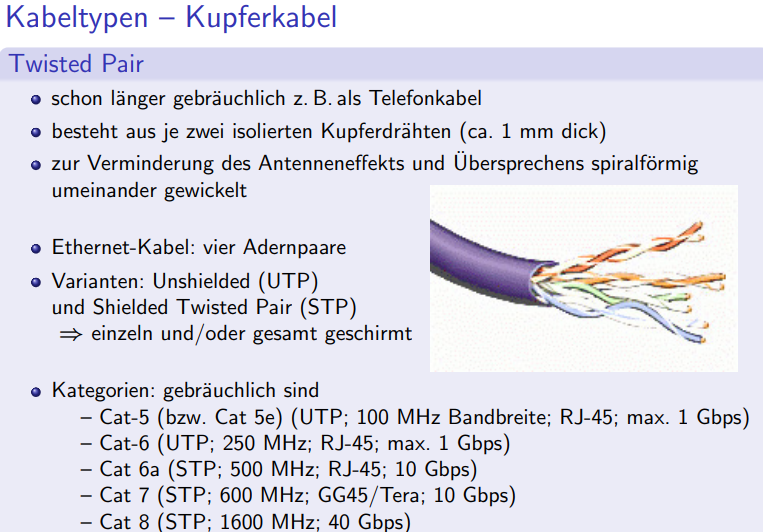 Kabeltypen – Kupferkabel
Twisted Pair
schon länger gebräuchlich z. B. als Telefonkabel
besteht aus je zwei isolierten Kupferdrähten (ca. 1 mm dick)
zur Verminderung des Antenneneffekts und Übersprechens spiralförmig
umeinander gewickelt
Ethernet-Kabel: vier Adernpaare
Varianten: Unshielded (UTP)
und Shielded Twisted Pair (STP)
⇒ einzeln und/oder gesamt geschirmt
Kategorien: gebräuchlich sind
– Cat-5 (bzw. Cat 5e) (UTP; 100 MHz Bandbreite; RJ-45; max. 1 Gbps)
– Cat-6 (UTP; 250 MHz; RJ-45; max. 1 Gbps)
– Cat 6a (STP; 500 MHz; RJ-45; 10 Gbps)
– Cat 7 (STP; 600 MHz; GG45/Tera; 10 Gbps)
– Cat 8 (STP; 1600 MHz; 40 Gbps)